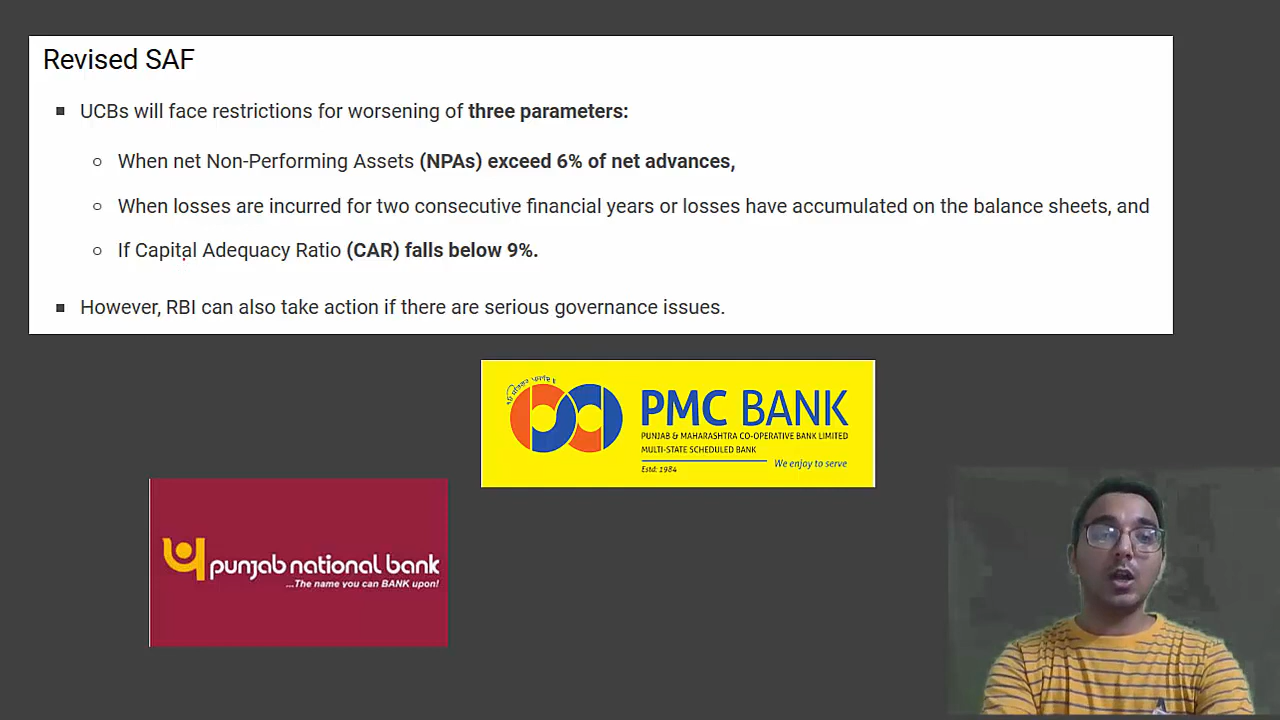 Revised SAF
UCBs will face restrictions for worsening of three parameters:
When net Non-Performing Assets (NPAs) exceed 6% of net advances,
When losses are incurred for two consecutive financial years or losses have accumulated on the balance sheets, and
If Capital Adequacy Ratio (CAR) falls below 9%.
However, RBI can also take action if there are serious governance issues.
PMC BANK
PUNJAB & MAHARASHTRA CO-OPERATIVE BANK LIMITED
MULTI-STATE SCHEDULED BANK
Estd: 1984
We enjoy to serve
punjab national bank
...The name you can BANK upon!